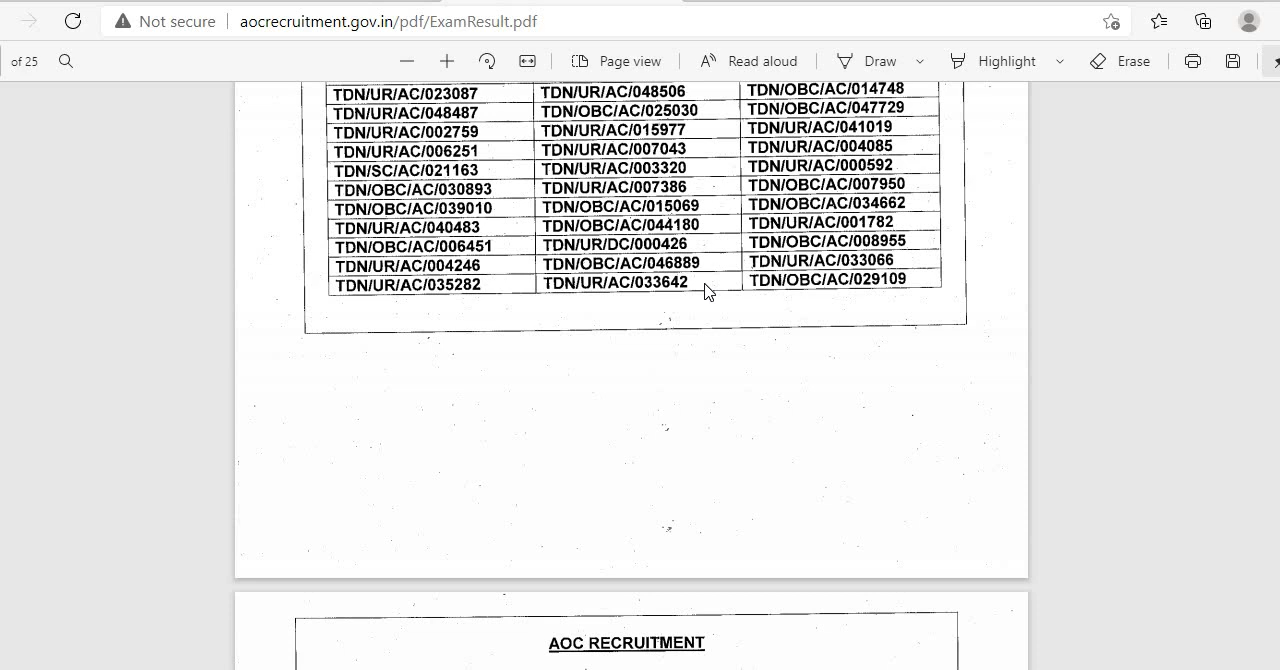 Not secure | aocrecruitment.gov.in/pdf/ExamResult.pdf
of 25 Page view Read aloud Draw Highlight Erase
TDN/UR/AC/023087 TDN/UR/AC/048506 TDN/OBC/AC/014748
TDN/UR/AC/048487 TDN/OBC/AC/025030 TDN/OBC/AC/047729
TDN/UR/AC/002759 TDN/UR/AC/015977 TDN/UR/AC/041019
TDN/UR/AC/006251 TDN/UR/AC/007043 TDN/UR/AC/004085
TDN/SC/AC/021163 TDN/UR/AC/003320 TDN/UR/AC/000592
TDN/OBC/AC/030893 TDN/UR/AC/007386 TDN/OBC/AC/007950
TDN/OBC/AC/039010 TDN/OBC/AC/015069 TDN/OBC/AC/034662
TDN/UR/AC/040483 TDN/OBC/AC/044180 TDN/UR/AC/001782
TDN/OBC/AC/006451 TDN/UR/DC/000426 TDN/OBC/AC/008955
TDN/UR/AC/004246 TDN/OBC/AC/046889 TDN/UR/AC/033066
TDN/UR/AC/035282 TDN/UR/AC/033642 TDN/OBC/AC/029109
AOC RECRUITMENT